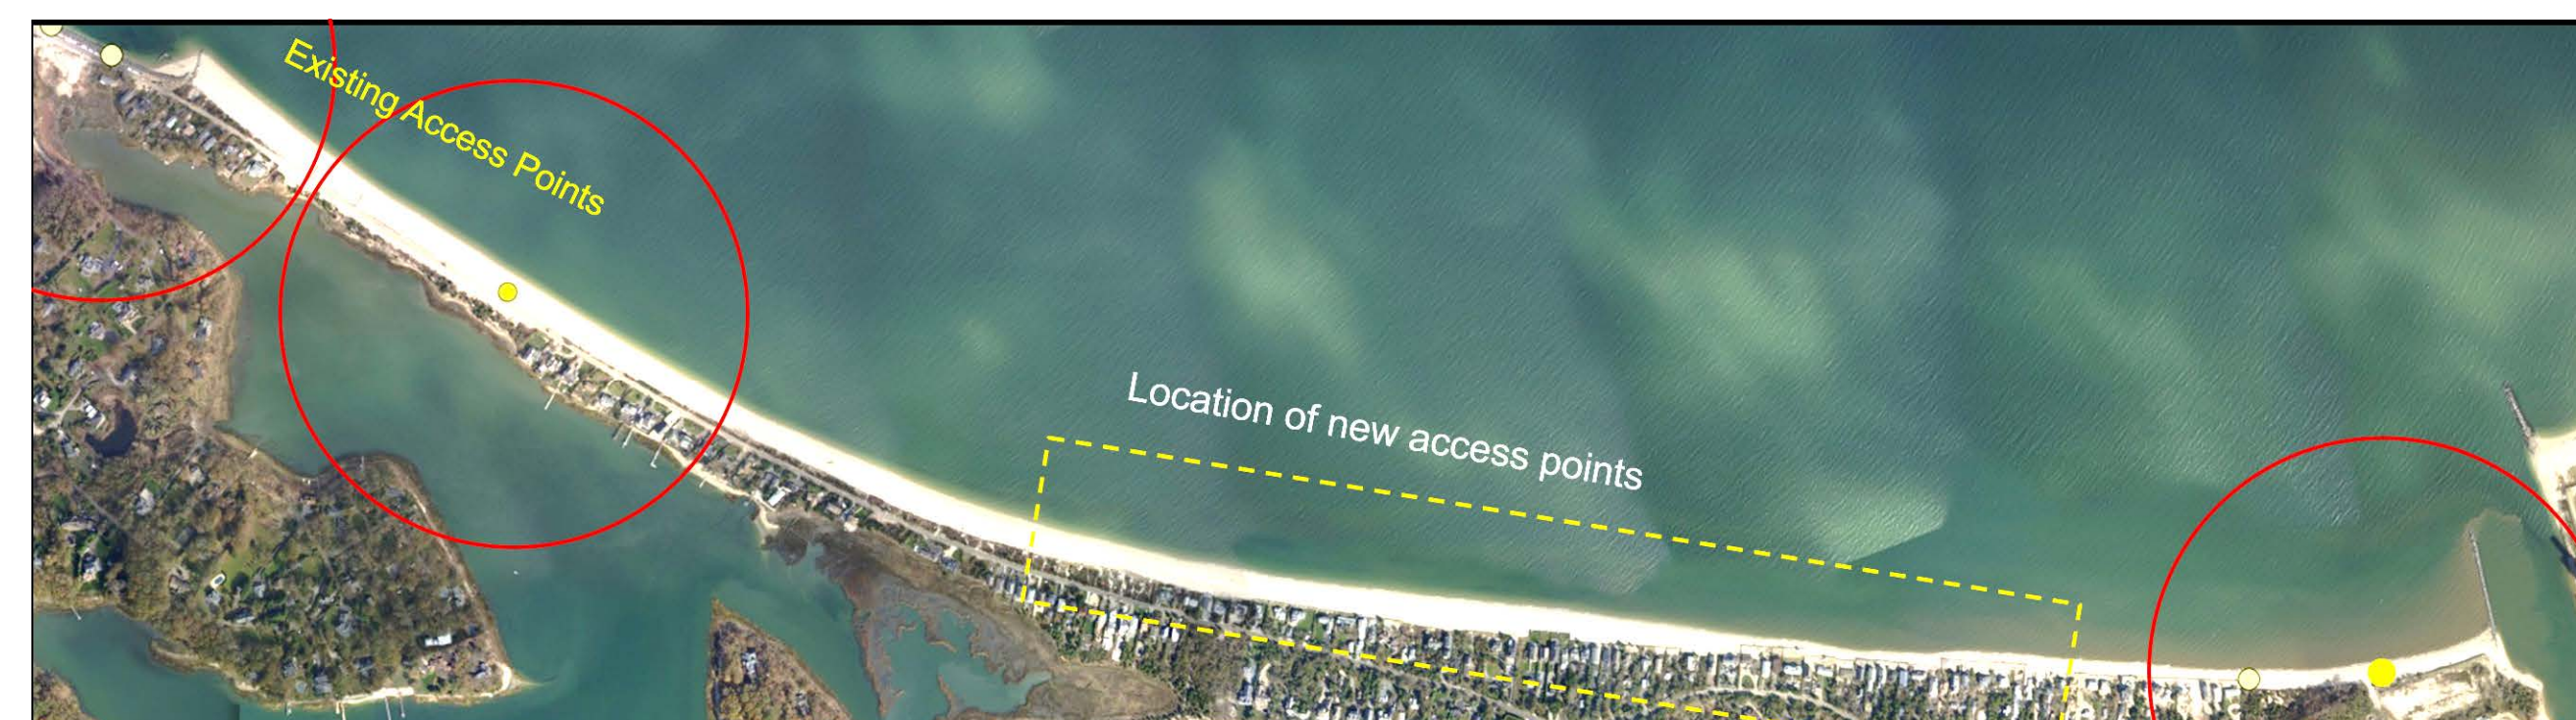 Existing Access Points
Location of new access points